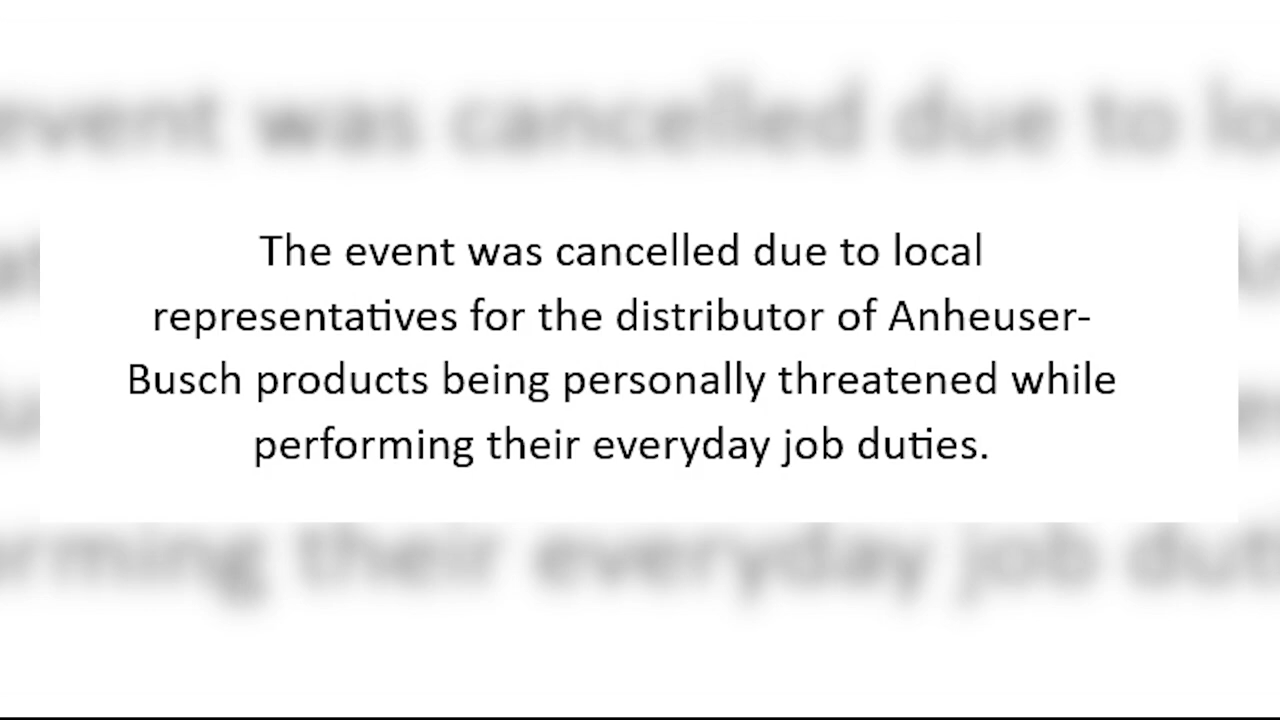 The event was cancelled due to local
representatives for the distributor of Anheuser-
Busch products being personally threatened while
performing their everyday job duties.